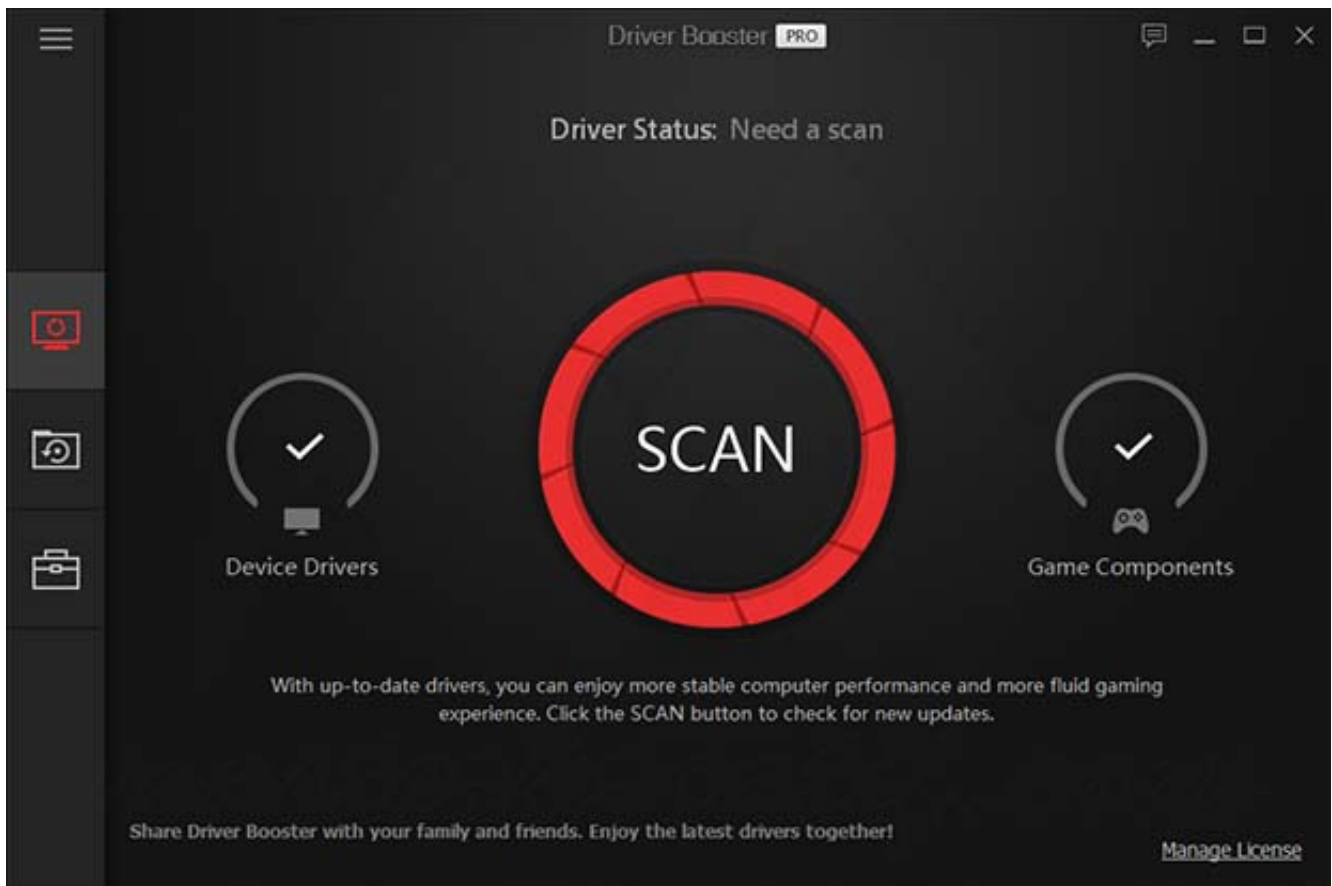 Driver Booster PRO
Driver Status: Need a scan
SCAN
Device Drivers
Game Components
With up-to-date drivers, you can enjoy more stable computer performance and more fluid gaming
experience. Click the SCAN button to check for new updates.
Share Driver Booster with your family and friends. Enjoy the latest drivers together!
Manage License